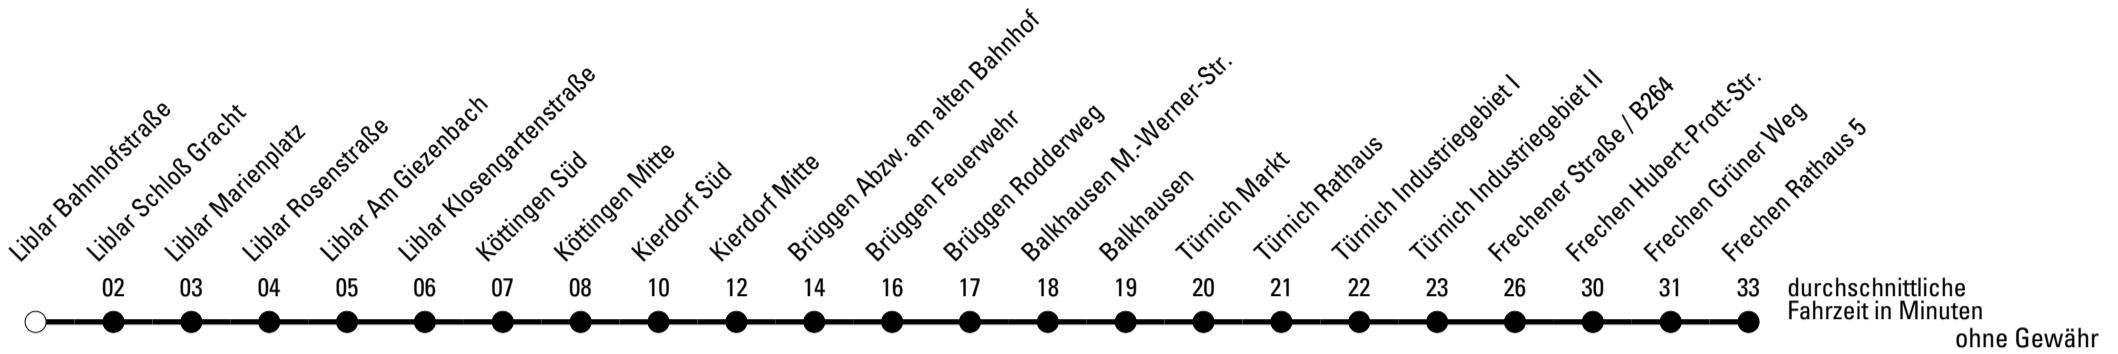 Liblar Bahnhofstraße
Liblar Schloß Gracht
Liblar Marienplatz
Liblar Rosenstraße
Liblar Am Giezenbach
Liblar Klosengartenstraße
Köttingen Süd
Köttingen Mitte
Kierdorf Süd
Kierdorf Mitte
Brüggen Abzw. am alten Bahnhof
Brüggen Feuerwehr
Brüggen Rodderweg
Balkhausen M.-Werner-Str.
Balkhausen
Türnich Markt
Türnich Rathaus
Türnich Industriegebiet I
Türnich Industriegebiet II
Frechener Straße / B264
Frechen Hubert-Prott-Str.
Frechen Grüner Weg
Frechen Rathaus 5
02 03 04 05 06 07 08 10 12 14 16 17 18 19 20 21 22 23 26 30 31 33
durchschnittliche
Fahrzeit in Minuten
ohne Gewähr